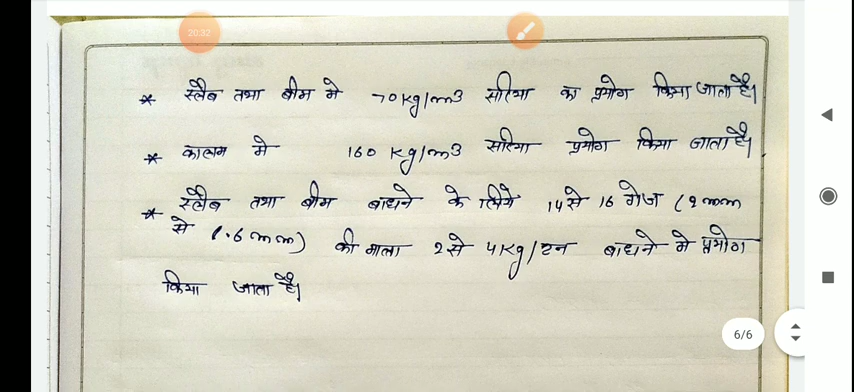 20:32
* स्लैब तथा बीम मे 70 kg/m3 सरिया का प्रयोग किया जाता है।
* कालम मे 160 kg/m3 सरिया प्रयोग किया जाता है।
* स्लैब तथा बीम बाधने के लिये 14 से 16 गेज (2 mm
से 1.6 mm) की माला 2 से 4 kg/टन बाधने मे प्रयोग
किया जाता है।
6/6